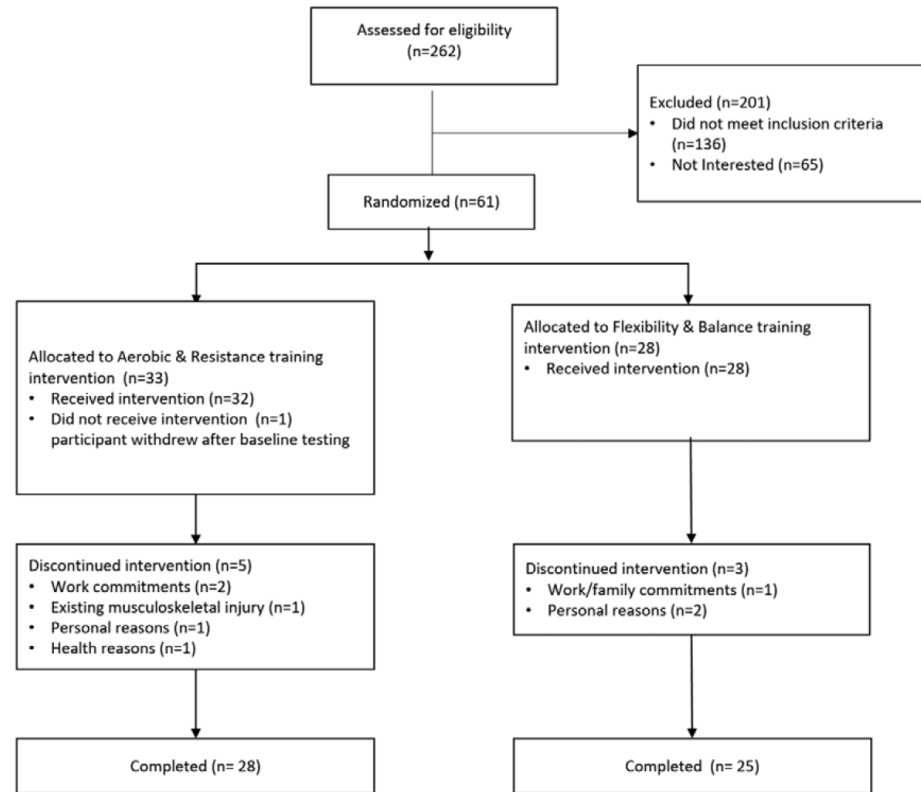 Assessed for eligibility
(n=262)
Excluded (n=201)
• Did not meet inclusion criteria
(n=136)
• Not Interested (n=65)
Randomized (n=61)
Allocated to Aerobic & Resistance training
intervention (n=33)
• Received intervention (n=32)
• Did not receive intervention (n=1)
participant withdrew after baseline testing
Allocated to Flexibility & Balance training
intervention (n=28)
• Received intervention (n=28)
Discontinued intervention (n=5)
• Work commitments (n=2)
• Existing musculoskeletal injury (n=1)
• Personal reasons (n=1)
• Health reasons (n=1)
Discontinued intervention (n=3)
• Work/family commitments (n=1)
• Personal reasons (n=2)
Completed (n= 28)
Completed (n= 25)